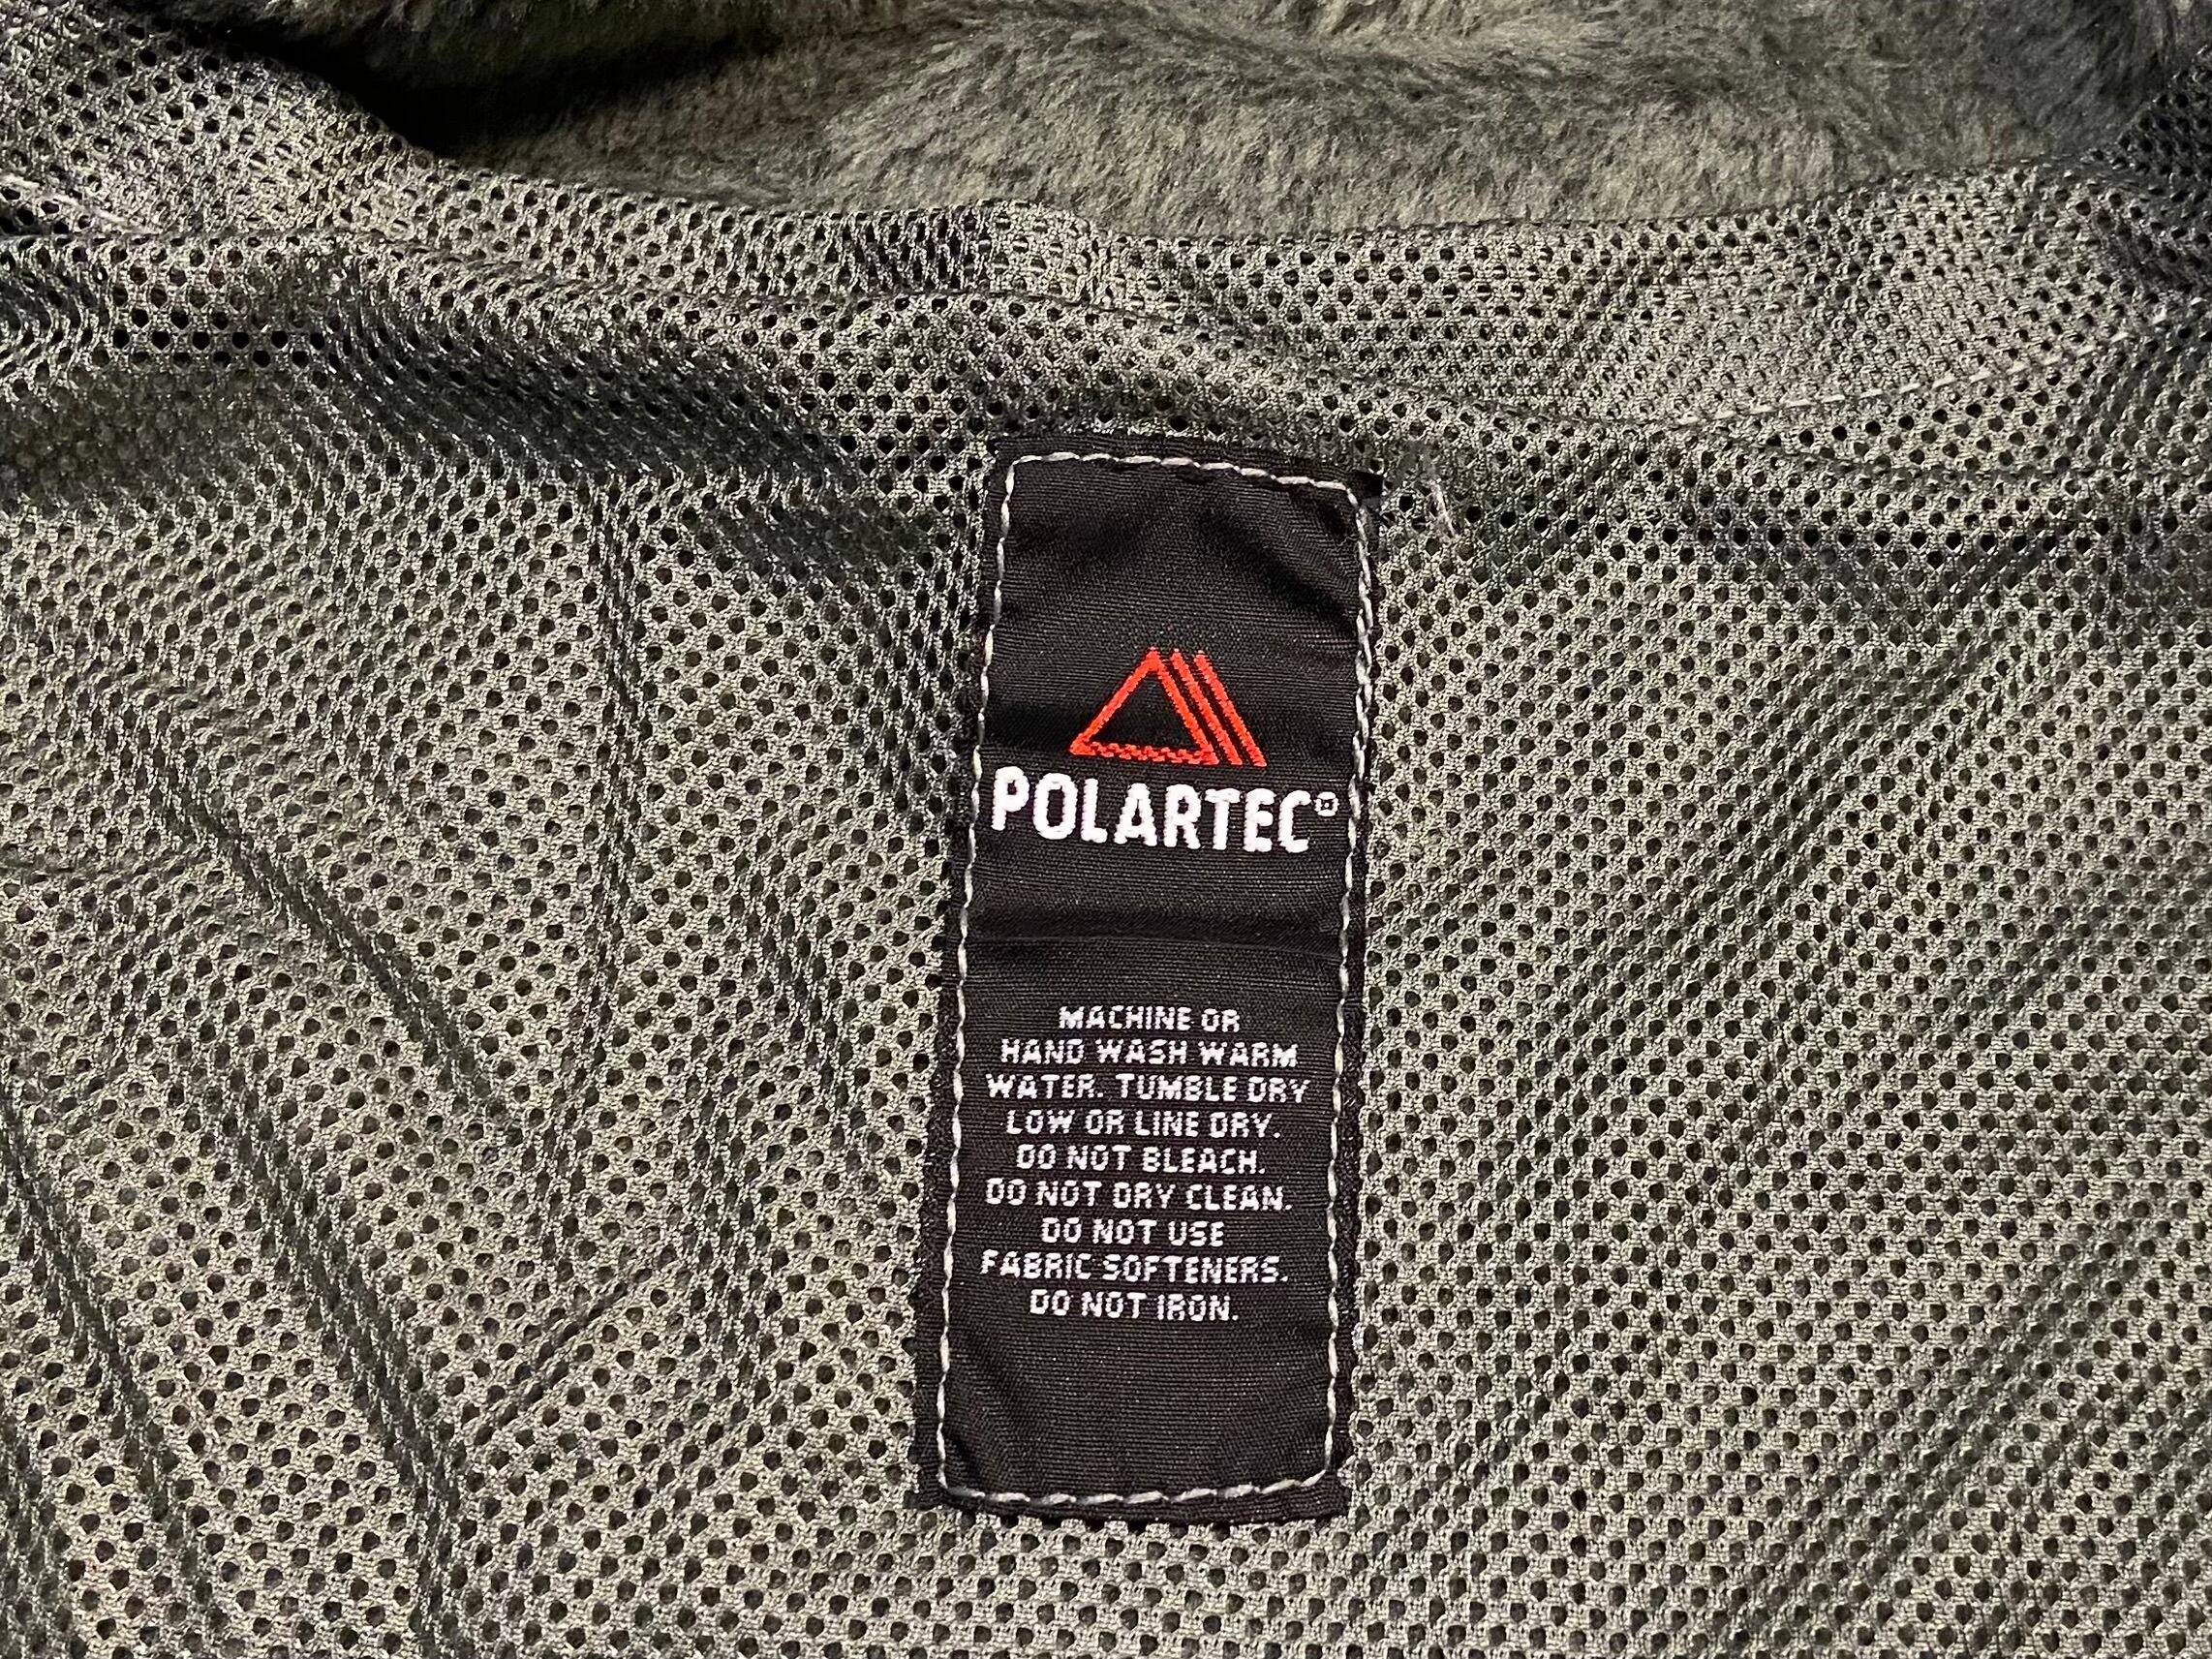 POLARTEC®
MACHINE OR
HAND WASH WARM
WATER. TUMBLE DRY
LOW OR LINE DRY.
DO NOT BLEACH.
DO NOT DRY CLEAN.
DO NOT USE
FABRIC SOFTENERS.
DO NOT IRON.